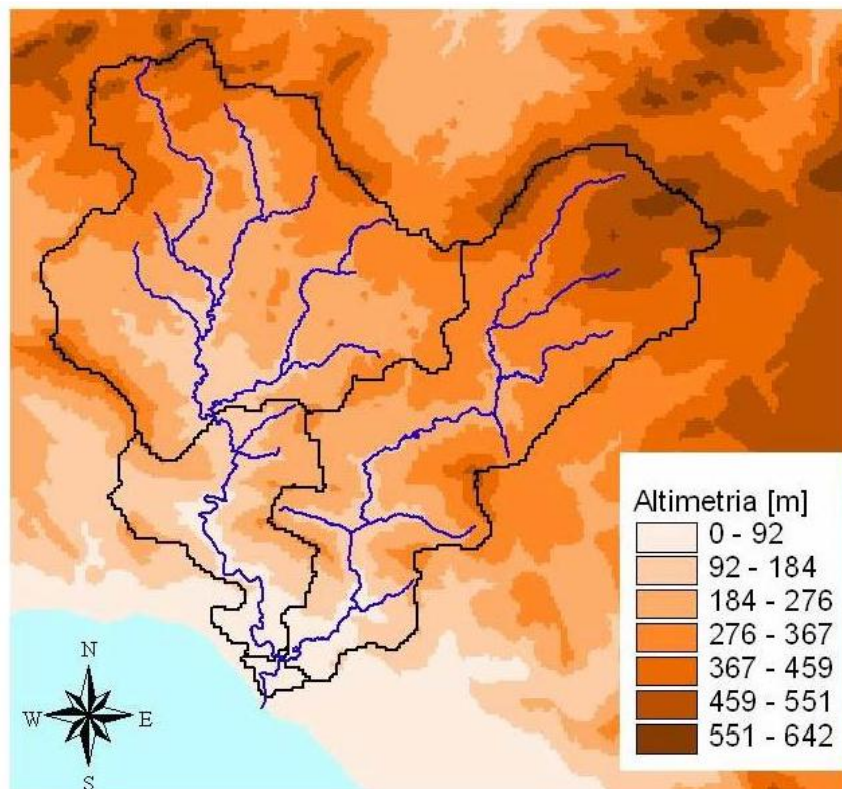 Altimetria [m]
0 - 92
92 - 184
184 - 276
276 - 367
367 - 459
459 - 551
551 - 642
N
W E
S